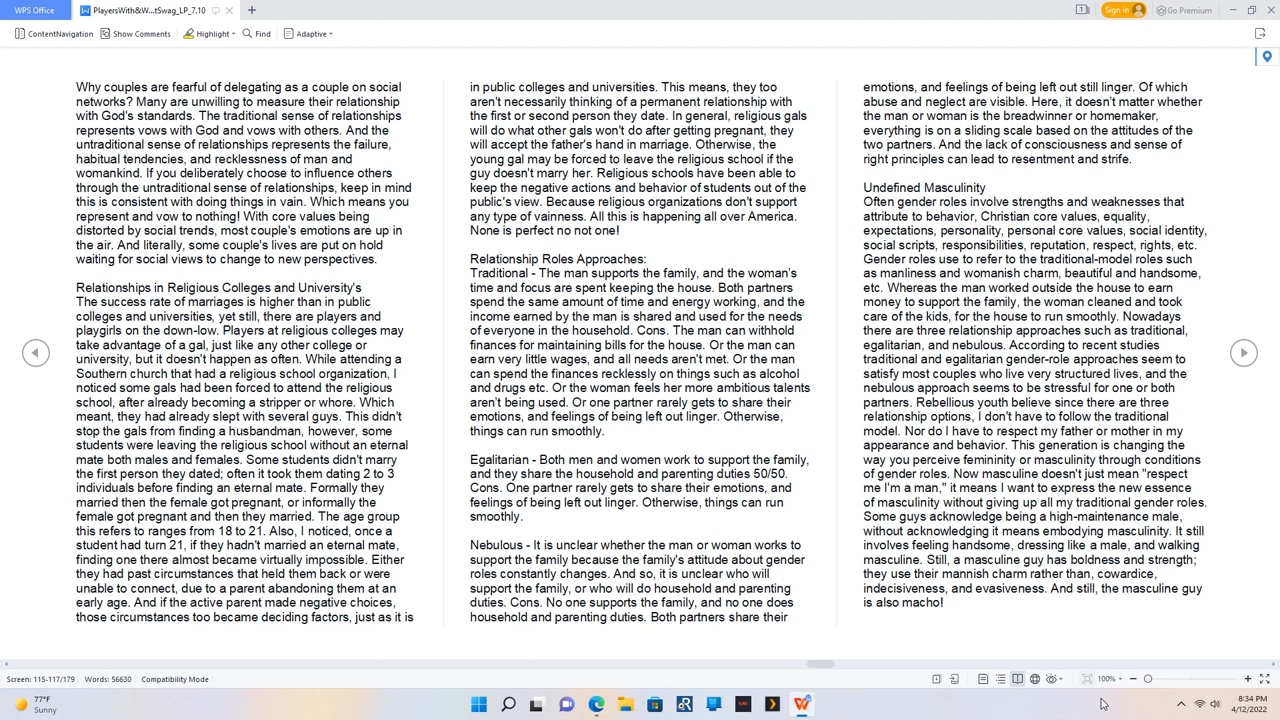 WPS Office
PlayersWith&W...tSwag_LP_7.10
Sign in
Go Premium
ContentNavigation
Show Comments
Highlight
Find
Adaptive
Why couples are fearful of delegating as a couple on social
networks? Many are unwilling to measure their relationship
with God's standards. The traditional sense of relationships
represents vows with God and vows with others. And the
untraditional sense of relationships represents the failure,
habitual tendencies, and recklessness of man and
womankind. If you deliberately choose to influence others
through the untraditional sense of relationships, keep in mind
this is consistent with doing things in vain. Which means you
represent and vow to nothing! With core values being
distorted by social trends, most couple's emotions are up in
the air. And literally, some couple's lives are put on hold
waiting for social views to change to new perspectives.
Relationships in Religious Colleges and University's
The success rate of marriages is higher than in public
colleges and universities, yet still, there are players and
playgirls on the down-low. Players at religious colleges may
take advantage of a gal, just like any other college or
university, but it doesn't happen as often. While attending a
Southern church that had a religious school organization, I
noticed some gals had been forced to attend the religious
school, after already becoming a stripper or whore. Which
meant, they had already slept with several guys. This didn't
stop the gals from finding a husbandman, however, some
students were leaving the religious school without an eternal
mate both males and females. Some students didn't marry
the first person they dated; often it took them dating 2 to 3
individuals before finding an eternal mate. Formally they
married then the female got pregnant, or informally the
female got pregnant and then they married. The age group
this refers to ranges from 18 to 21. Also, I noticed, once a
student had turn 21, if they hadn't married an eternal mate,
finding one there almost became virtually impossible. Either
they had past circumstances that held them back or were
unable to connect, due to a parent abandoning them at an
early age. And if the active parent made negative choices,
those circumstances too became deciding factors, just as it is
in public colleges and universities. This means, they too
aren't necessarily thinking of a permanent relationship with
the first or second person they date. In general, religious gals
will do what other gals won't do after getting pregnant, they
will accept the father's hand in marriage. Otherwise, the
young gal may be forced to leave the religious school if the
guy doesn't marry her. Religious schools have been able to
keep the negative actions and behavior of students out of the
public's view. Because religious organizations don't support
any type of vainness. All this is happening all over America.
None is perfect no not one!
Relationship Roles Approaches:
Traditional - The man supports the family, and the woman's
time and focus are spent keeping the house. Both partners
spend the same amount of time and energy working, and the
income earned by the man is shared and used for the needs
of everyone in the household. Cons. The man can withhold
finances for maintaining bills for the house. Or the man can
earn very little wages, and all needs aren't met. Or the man
can spend the finances recklessly on things such as alcohol
and drugs etc. Or the woman feels her more ambitious talents
aren't being used. Or one partner rarely gets to share their
emotions, and feelings of being left out linger. Otherwise,
things can run smoothly.
Egalitarian - Both men and women work to support the family,
and they share the household and parenting duties 50/50.
Cons. One partner rarely gets to share their emotions, and
feelings of being left out linger. Otherwise, things can run
smoothly.
Nebulous - It is unclear whether the man or woman works to
support the family because the family's attitude about gender
roles constantly changes. And so, it is unclear who will
support the family, or who will do household and parenting
duties. Cons. No one supports the family, and no one does
household and parenting duties. Both partners share their
emotions, and feelings of being left out still linger. Of which
abuse and neglect are visible. Here, it doesn't matter whether
the man or woman is the breadwinner or homemaker,
everything is on a sliding scale based on the attitudes of the
two partners. And the lack of consciousness and sense of
right principles can lead to resentment and strife.
Undefined Masculinity
Often gender roles involve strengths and weaknesses that
attribute to behavior, Christian core values, equality,
expectations, personality, personal core values, social identity,
social scripts, responsibilities, reputation, respect, rights, etc.
Gender roles use to refer to the traditional-model roles such
as manliness and womanish charm, beautiful and handsome,
etc. Whereas the man worked outside the house to earn
money to support the family, the woman cleaned and took
care of the kids, for the house to run smoothly. Nowadays
there are three relationship approaches such as traditional,
egalitarian, and nebulous. According to recent studies
traditional and egalitarian gender-role approaches seem to
satisfy most couples who live very structured lives, and the
nebulous approach seems to be stressful for one or both
partners. Rebellious youth believe since there are three
relationship options, I don't have to follow the traditional
model. Nor do I have to respect my father or mother in my
appearance and behavior. This generation is changing the
way you perceive femininity or masculinity through conditions
of gender roles. Now masculine doesn't just mean "respect
me I'm a man," it means I want to express the new essence
of masculinity without giving up all my traditional gender roles.
Some guys acknowledge being a high-maintenance male,
without acknowledging it means embodying masculinity. It still
involves feeling handsome, dressing like a male, and walking
masculine. Still, a masculine guy has boldness and strength;
they use their mannish charm rather than, cowardice,
indecisiveness, and evasiveness. And still, the masculine guy
is also macho!
Screen: 115-117/179
Words: 56630
Compatibility Mode
100%
77°F
Sunny
8:34 PM
4/12/2022